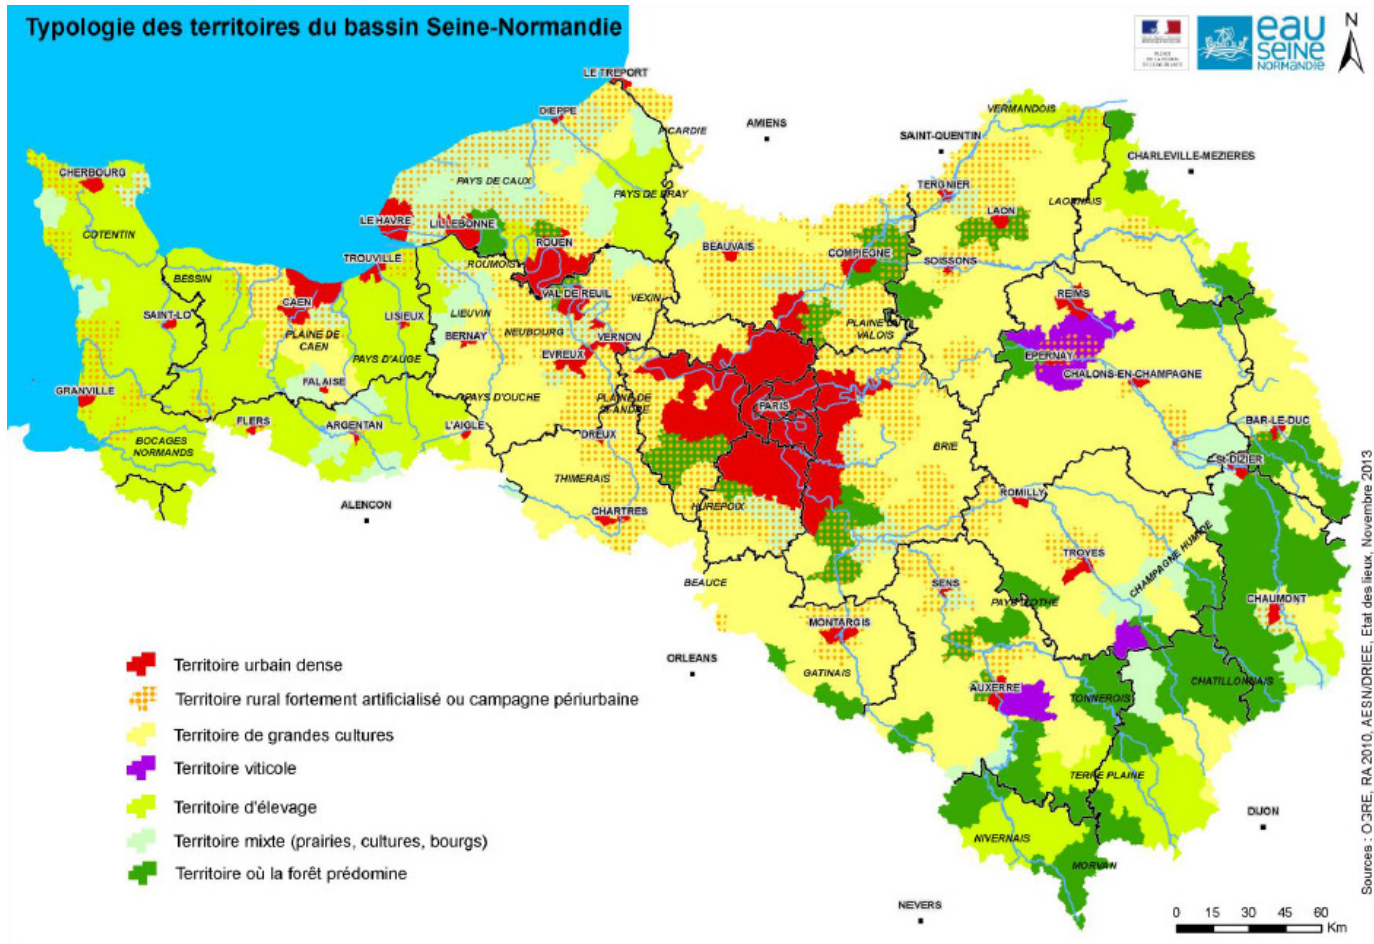 Typologie des territoires du bassin Seine-Normandie
eau
SEINE
NORMANDIE
N
LE TREPORT
DIEPPE
PICARDIE
AMIENS
VERMANDOIS
SAINT-QUENTIN
CHARLEVILLE-MEZIERES
CHERBOURG
PAYS DE CAUX
PAYS DE BRAY
TERGNIER
LAON
LAONNAIS
COTENTIN
LE HAVRE
LILLEBONNE
ROUEN
BEAUVAIS
COMPIEGNE
SOISSONS
TROUVILLE
ROUMOIS
BESSIN
VAL DE REUIL
VEXIN
REIMS
CAEN
SAINT-LO
LISIEUX
LIEUVIN
NEUBOURG
PLAINE DE
CAEN
BERNAY
VERNON
PLAINE DU
VALOIS
EVREUX
PAYS D'AUGE
EPERNAY
CHALONS-EN-CHAMPAGNE
GRANVILLE
FALAISE
PAYS D'OUCHE
PLAINE DE
ST ANDRE
PARIS
FLERS
ARGENTAN
L'AIGLE
DREUX
BAR-LE-DUC
BOCAGES
NORMANDS
BRIE
St-DIZIER
THIMERAIS
ALENCON
CHARTRES
HUREPOIX
ROMILLY
CHAMPAGNE HUMIDE
TROYES
BEAUCE
SENS
PAYS D'OTHE
CHAUMONT
MONTARGIS
ORLEANS
GATINAIS
AUXERRE
TONNERROIS
CHATILLONNAIS
TERRE PLAINE
DIJON
NIVERNAIS
MORVAN
NEVERS
Territoire urbain dense
Territoire rural fortement artificialisé ou campagne périurbaine
Territoire de grandes cultures
Territoire viticole
Territoire d'élevage
Territoire mixte (prairies, cultures, bourgs)
Territoire où la forêt prédomine
0 15 30 45 60
Km
Sources : OGRE, RA 2010, AESN/DRIEE, Etat des lieux, Novembre 2013